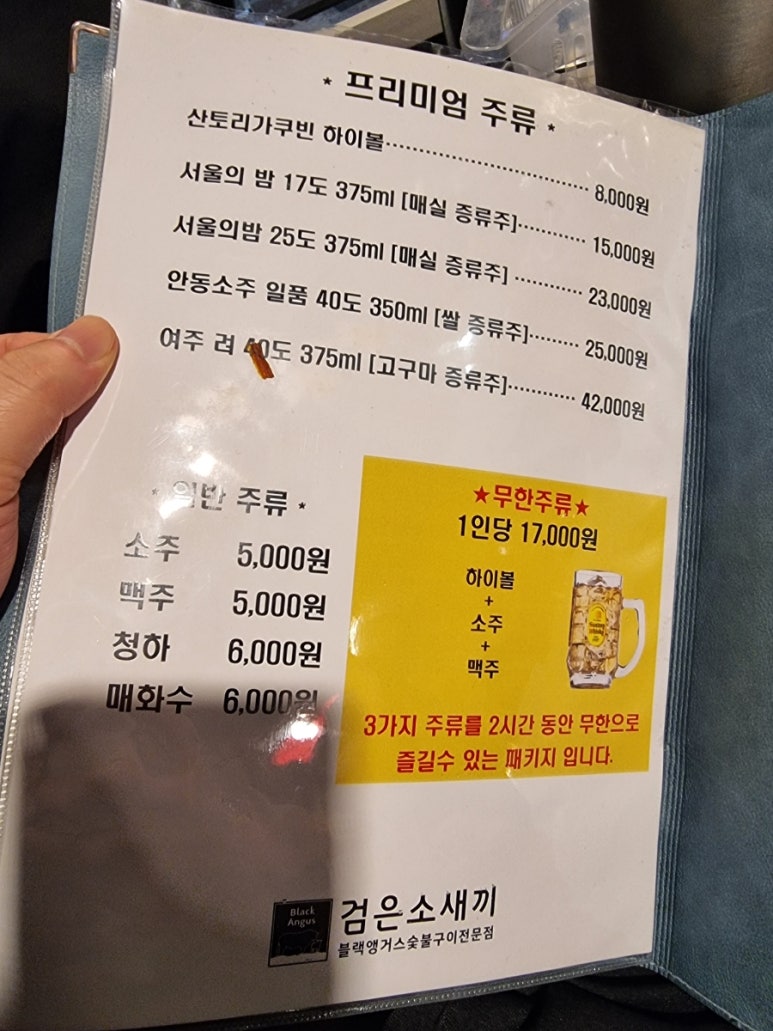 * 프리미엄 주류 *
산토리가쿠빈 하이볼 8,000원
서울의 밤 17도 375ml [매실 증류주] 15,000원
서울의밤 25도 375ml [매실 증류주] 23,000원
안동소주 일품 40도 350ml [쌀 증류주] 25,000원
여주 려 40도 375ml [고구마 증류주] 42,000원
* 일반 주류 *
소주 5,000원
맥주 5,000원
청하 6,000원
매화수 6,000원
★무한주류★
1인당 17,000원
하이볼
+
소주
+
맥주
3가지 주류를 2시간 동안 무한으로
즐길수 있는 패키지 입니다.
Black
Angus
검은소새끼
블랙앵거스숯불구이전문점